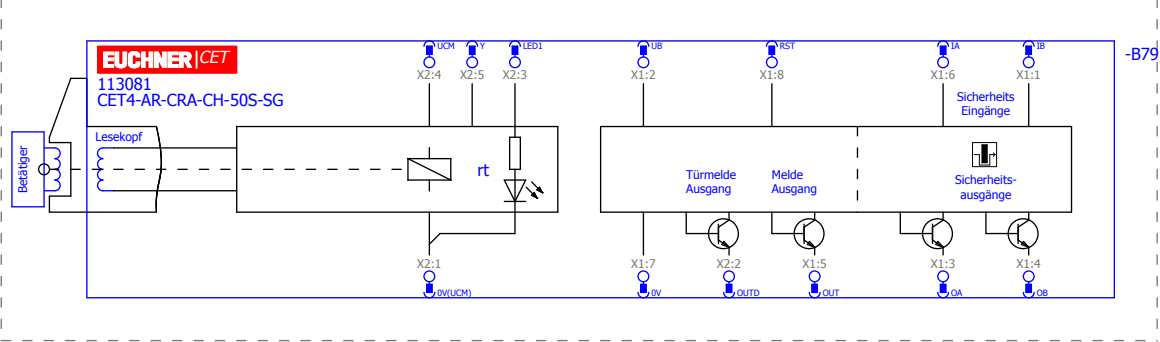 UCM Y LED1 UB RST IA IB
EUCHNER CET
-B79
X2:4 X2:5 X2:3 X1:2 X1:8 X1:6 X1:1
113081
CET4-AR-CRA-CH-50S-SG
Sicherheits
Eingänge
Lesekopf
Betätiger
rt
Türmelde
Ausgang
Melde
Ausgang
Sicherheits-
ausgänge
X2:1 X1:7 X2:2 X1:5 X1:3 X1:4
0V(UCM) 0V OUTD OUT OA OB